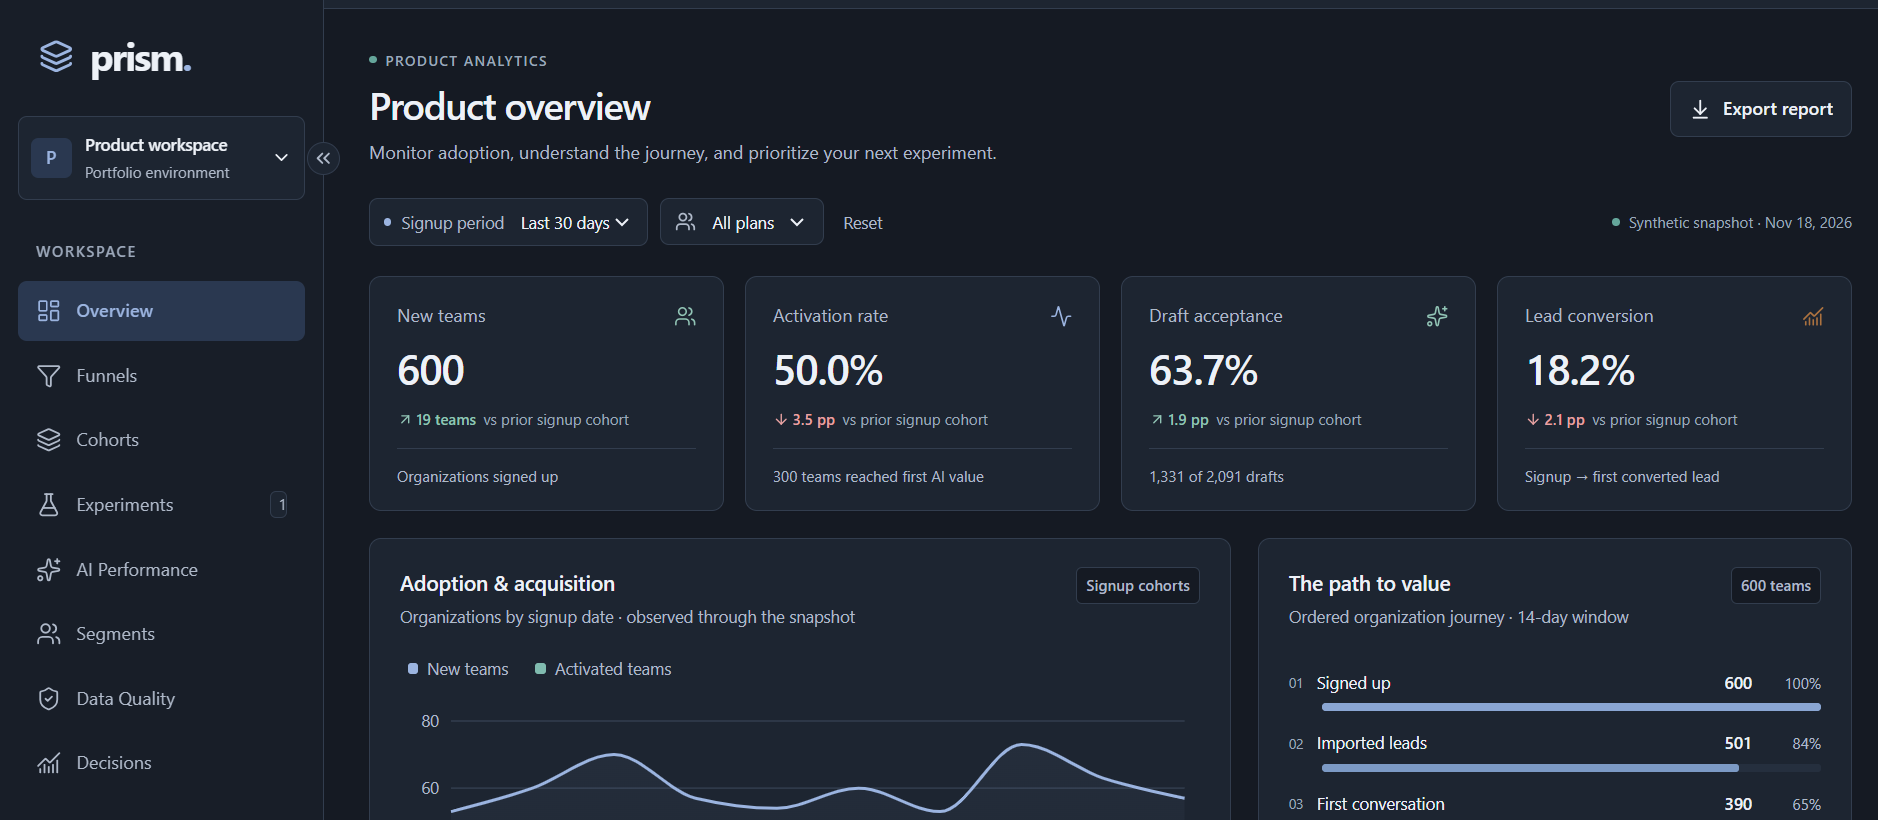 prism.
P
Product workspace
Portfolio environment
WORKSPACE
Overview
Funnels
Cohorts
Experiments 1
AI Performance
Segments
Data Quality
Decisions
PRODUCT ANALYTICS
Product overview
Monitor adoption, understand the journey, and prioritize your next experiment.
Export report
Signup period Last 30 days
All plans
Reset
Synthetic snapshot · Nov 18, 2026
New teams
600
↗ 19 teams vs prior signup cohort
Organizations signed up
Activation rate
50.0%
↓ 3.5 pp vs prior signup cohort
300 teams reached first AI value
Draft acceptance
63.7%
↗ 1.9 pp vs prior signup cohort
1,331 of 2,091 drafts
Lead conversion
18.2%
↓ 2.1 pp vs prior signup cohort
Signup → first converted lead
Adoption & acquisition
Signup cohorts
Organizations by signup date · observed through the snapshot
New teams
Activated teams
80
60
The path to value
600 teams
Ordered organization journey · 14-day window
01 Signed up 600 100%
02 Imported leads 501 84%
03 First conversation 390 65%